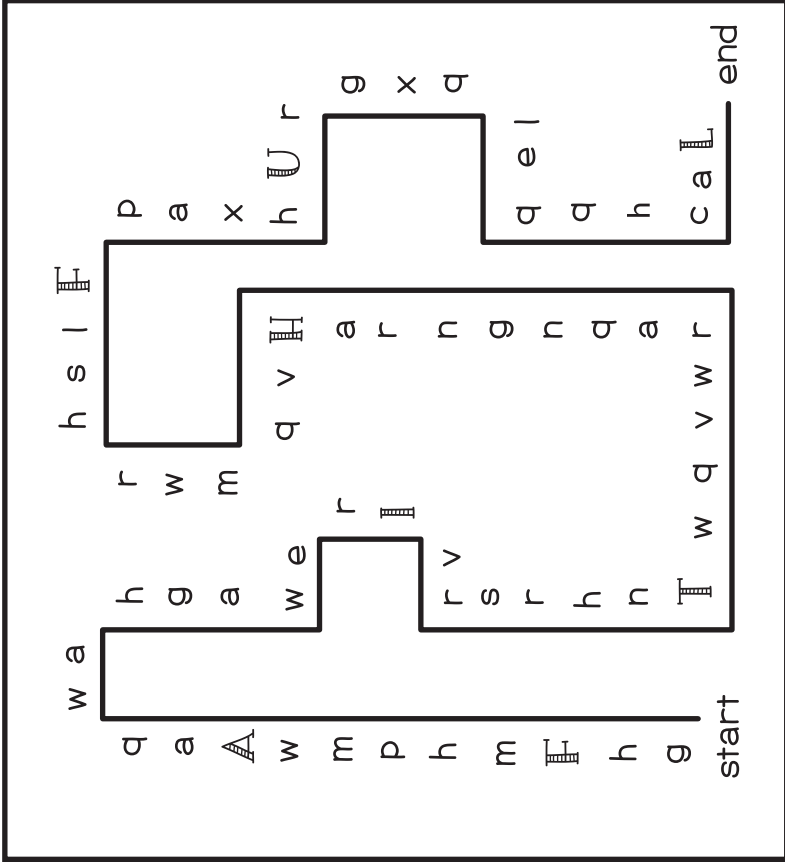 start
g h F m h p m w A a q
w a
h g a w e
r I
r v
s r h n
T w q v w r
a q n g n r a
q v H
m w r
h s l F
p a x
h U r
g x q
q e l
q h
c a L
end